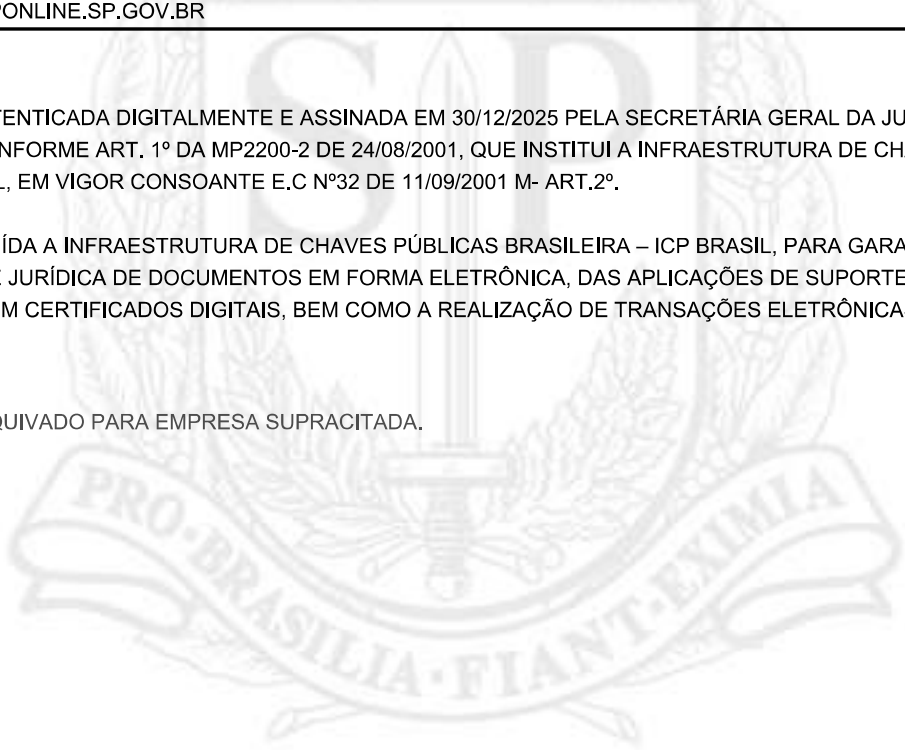 PONLINE.SP.GOV.BR
TENTICADA DIGITALMENTE E ASSINADA EM 30/12/2025 PELA SECRETÁRIA GERAL DA JU
NFORME ART. 1º DA MP2200-2 DE 24/08/2001, QUE INSTITUI A INFRAESTRUTURA DE CHA
L, EM VIGOR CONSOANTE E.C Nº32 DE 11/09/2001 M- ART.2º.
ÍDA A INFRAESTRUTURA DE CHAVES PÚBLICAS BRASILEIRA – ICP BRASIL, PARA GARA
E JURÍDICA DE DOCUMENTOS EM FORMA ELETRÔNICA, DAS APLICAÇÕES DE SUPORTE
M CERTIFICADOS DIGITAIS, BEM COMO A REALIZAÇÃO DE TRANSAÇÕES ELETRÔNICA
QUIVADO PARA EMPRESA SUPRACITADA.
SP
PRO·BRASILIA·FIANT·EXIMIA